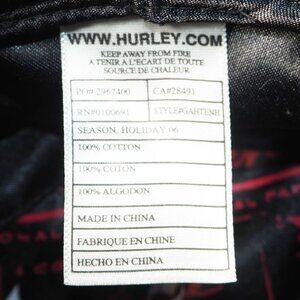 WWW.HURLEY.COM
KEEP AWAY FROM FIRE
A TENIR A L'ECART DE TOUTE
SOURCE DE CHALEUR
PO# 2967400 CA#28491
RN#0100691 STYLE#GAHTENH
SEASON, HOLIDAY 06
100% COTTON
100% COTON
100% ALGODON
MADE IN CHINA
FABRIQUE EN CHINE
HECHO EN CHINA